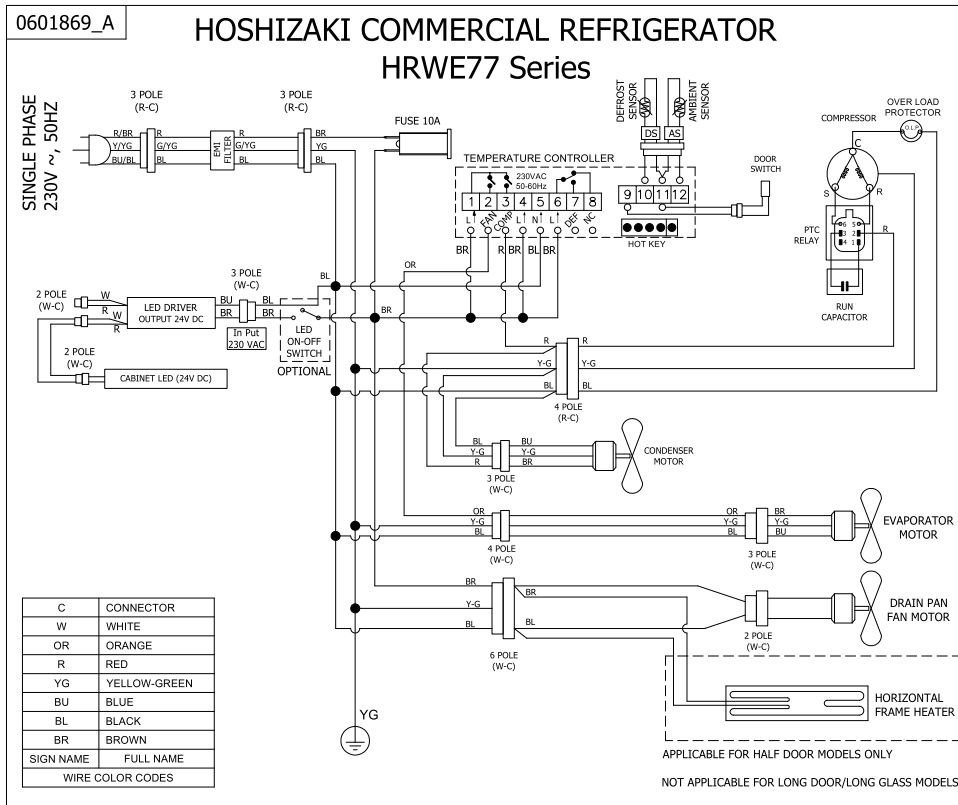 0601869_A
HOSHIZAKI COMMERCIAL REFRIGERATOR
HRWE77 Series
SINGLE PHASE
230V ~, 50HZ
3 POLE
(R-C)
3 POLE
(R-C)
R/BR
Y/YG
BU/BL
R
G/YG
BL
EMI
FILTER
R
G/YG
BL
BR
YG
BL
FUSE 10A
DEFROST
SENSOR
AMBIENT
SENSOR
DS
AS
TEMPERATURE CONTROLLER
230VAC
50-60Hz
1 2 3 4 5 6 7 8
9 10 11 12
L
FAN
COMP
L
N
L
DEF
NC
HOT KEY
DOOR
SWITCH
BR
R
BR
BL
BR
OR
OVER LOAD
PROTECTOR
O.L.P
COMPRESSOR
C
S
R
PTC
RELAY
6 5
3 2
4 1
R
RUN
CAPACITOR
2 POLE
(W-C)
W
R
W
R
LED DRIVER
OUTPUT 24V DC
3 POLE
(W-C)
BU
BR
BL
BR
BL
BR
In Put
230 VAC
LED
ON-OFF
SWITCH
OPTIONAL
2 POLE
(W-C)
CABINET LED (24V DC)
R
Y-G
BL
R
Y-G
BL
4 POLE
(R-C)
BL
Y-G
R
BU
Y-G
BR
3 POLE
(W-C)
CONDENSER
MOTOR
OR
Y-G
BL
4 POLE
(W-C)
OR
Y-G
BL
BR
Y-G
BU
3 POLE
(W-C)
EVAPORATOR
MOTOR
BR
Y-G
BL
BR
BL
6 POLE
(W-C)
2 POLE
(W-C)
DRAIN PAN
FAN MOTOR
HORIZONTAL
FRAME HEATER
APPLICABLE FOR HALF DOOR MODELS ONLY
NOT APPLICABLE FOR LONG DOOR/LONG GLASS MODELS
YG
C CONNECTOR
W WHITE
OR ORANGE
R RED
YG YELLOW-GREEN
BU BLUE
BL BLACK
BR BROWN
SIGN NAME FULL NAME
WIRE COLOR CODES